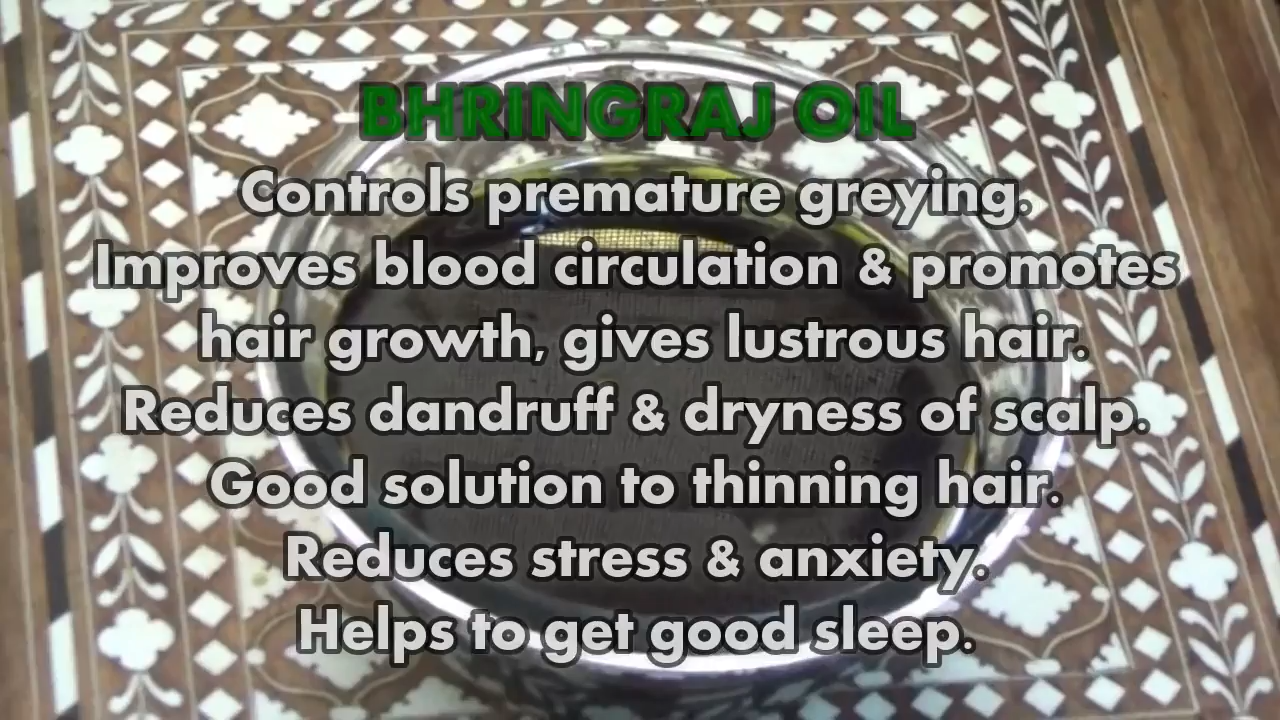 BHRINGRAJ OIL
Controls premature greying.
Improves blood circulation & promotes
hair growth, gives lustrous hair.
Reduces dandruff & dryness of scalp.
Good solution to thinning hair.
Reduces stress & anxiety.
Helps to get good sleep.